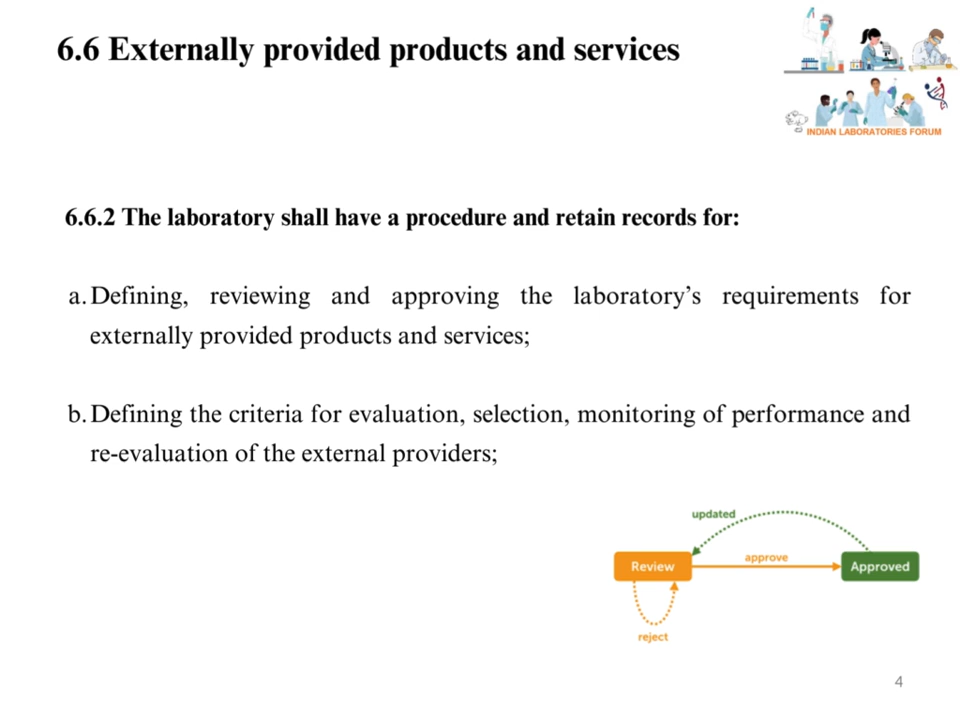 6.6 Externally provided products and services
INDIAN LABORATORIES FORUM
6.6.2 The laboratory shall have a procedure and retain records for:
a. Defining, reviewing and approving the laboratory’s requirements for
externally provided products and services;
b. Defining the criteria for evaluation, selection, monitoring of performance and
re-evaluation of the external providers;
updated
approve
Review
Approved
reject
4